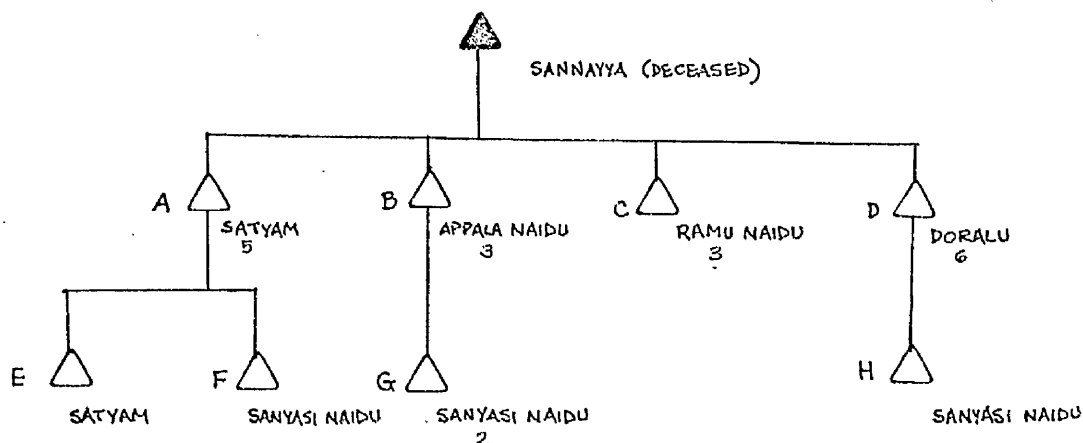 SANNAYYA (DECEASED)
A
SATYAM
5
B
APPALA NAIDU
3
C
RAMU NAIDU
3
D
DORALU
6
E
SATYAM
F
SANYASI NAIDU
G
SANYASI NAIDU
2
H
SANYASI NAIDU